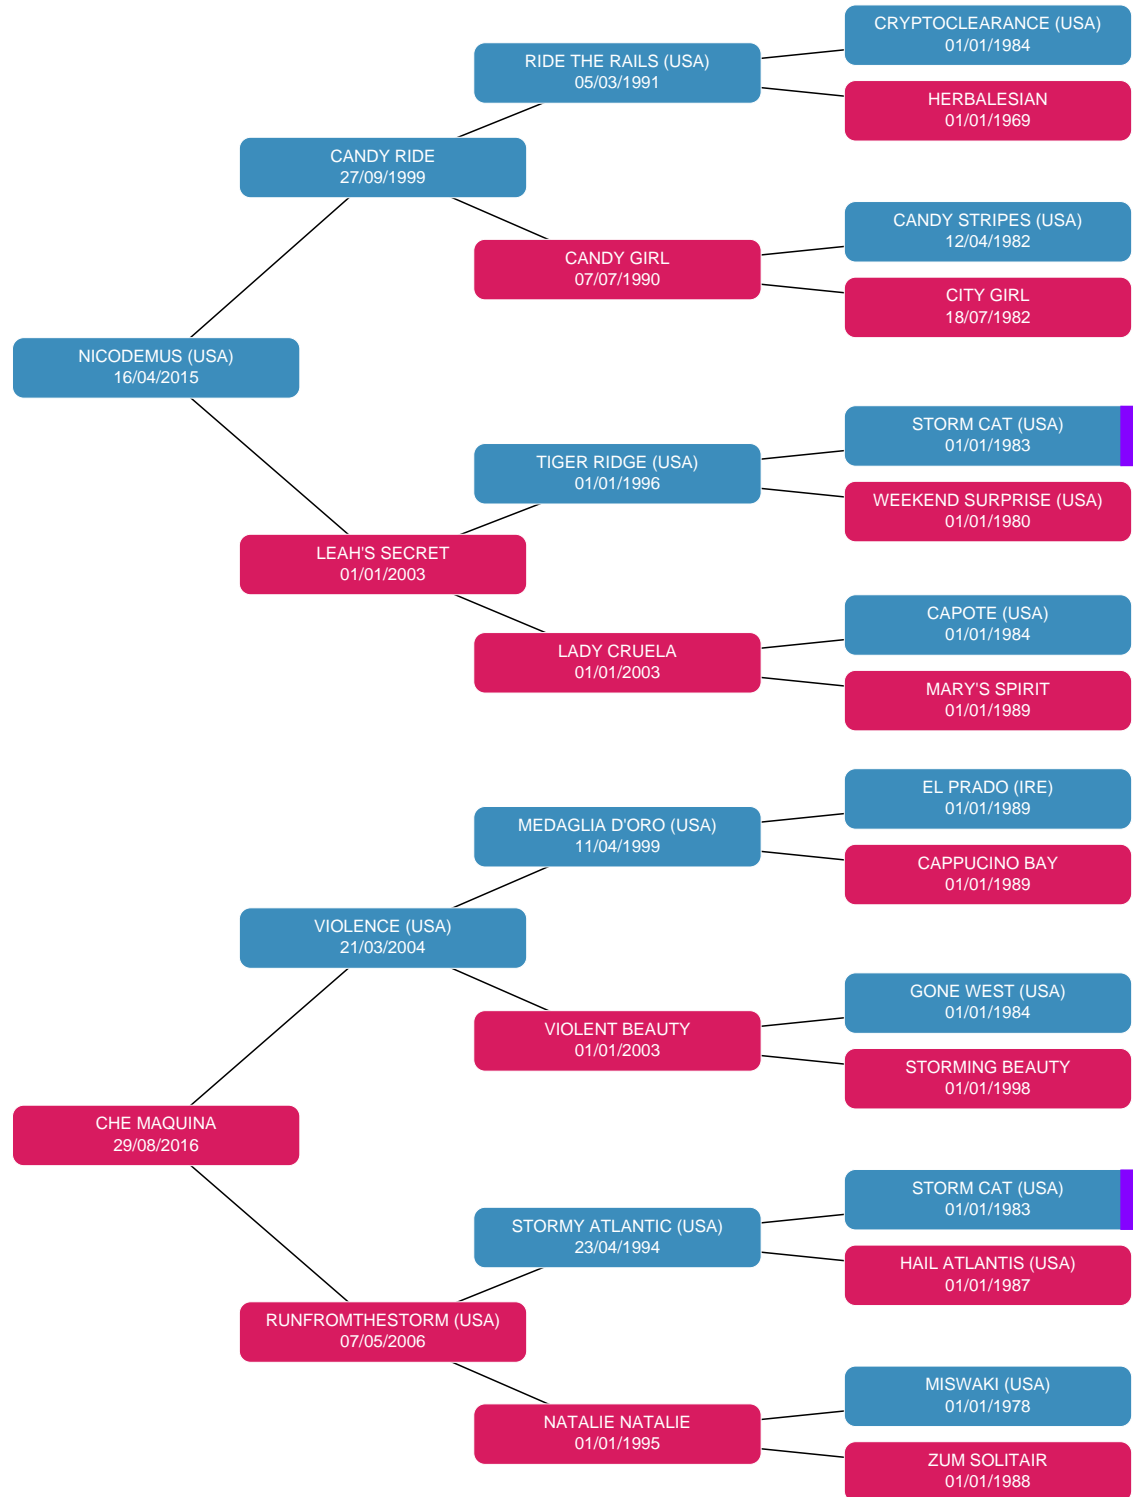 CRYPTOCLEARANCE (USA)
01/01/1984
RIDE THE RAILS (USA)
05/03/1991
HERBALESIAN
01/01/1969
CANDY RIDE
27/09/1999
CANDY STRIPES (USA)
12/04/1982
CANDY GIRL
07/07/1990
CITY GIRL
18/07/1982
NICODEMUS (USA)
16/04/2015
STORM CAT (USA)
01/01/1983
TIGER RIDGE (USA)
01/01/1996
WEEKEND SURPRISE (USA)
01/01/1980
LEAH'S SECRET
01/01/2003
CAPOTE (USA)
01/01/1984
LADY CRUELA
01/01/2003
MARY'S SPIRIT
01/01/1989
EL PRADO (IRE)
01/01/1989
MEDAGLIA D'ORO (USA)
11/04/1999
CAPPUCINO BAY
01/01/1989
VIOLENCE (USA)
21/03/2004
GONE WEST (USA)
01/01/1984
VIOLENT BEAUTY
01/01/2003
STORMING BEAUTY
01/01/1998
CHE MAQUINA
29/08/2016
STORM CAT (USA)
01/01/1983
STORMY ATLANTIC (USA)
23/04/1994
HAIL ATLANTIS (USA)
01/01/1987
RUNFROMTHESTORM (USA)
07/05/2006
MISWAKI (USA)
01/01/1978
NATALIE NATALIE
01/01/1995
ZUM SOLITAIR
01/01/1988